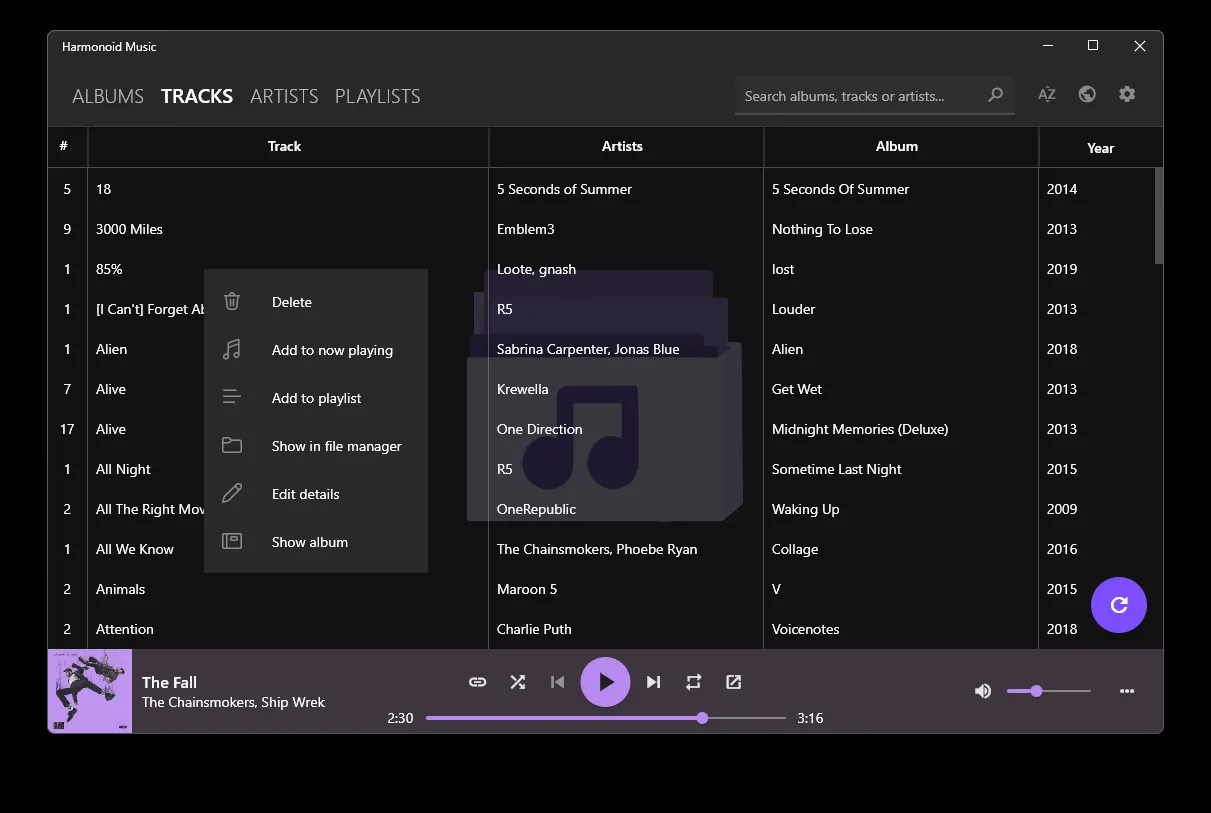 Harmonoid Music
ALBUMS TRACKS ARTISTS PLAYLISTS
Search albums, tracks or artists...
# Track Artists Album Year
5 18 5 Seconds of Summer 5 Seconds Of Summer 2014
9 3000 Miles Emblem3 Nothing To Lose 2013
1 85% Loote, gnash lost 2019
1 [I Can't] Forget Ab R5 Louder 2013
1 Alien Sabrina Carpenter, Jonas Blue Alien 2018
7 Alive Krewella Get Wet 2013
17 Alive One Direction Midnight Memories (Deluxe) 2013
1 All Night R5 Sometime Last Night 2015
2 All The Right Mov OneRepublic Waking Up 2009
1 All We Know The Chainsmokers, Phoebe Ryan Collage 2016
2 Animals Maroon 5 V 2015
2 Attention Charlie Puth Voicenotes 2018
Delete
Add to now playing
Add to playlist
Show in file manager
Edit details
Show album
The Fall
The Chainsmokers, Ship Wrek
2:30 3:16